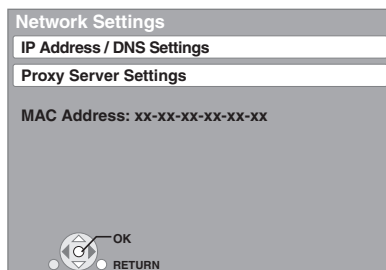 Network Settings
IP Address / DNS Settings
Proxy Server Settings
MAC Address: xx-xx-xx-xx-xx-xx
OK
RETURN